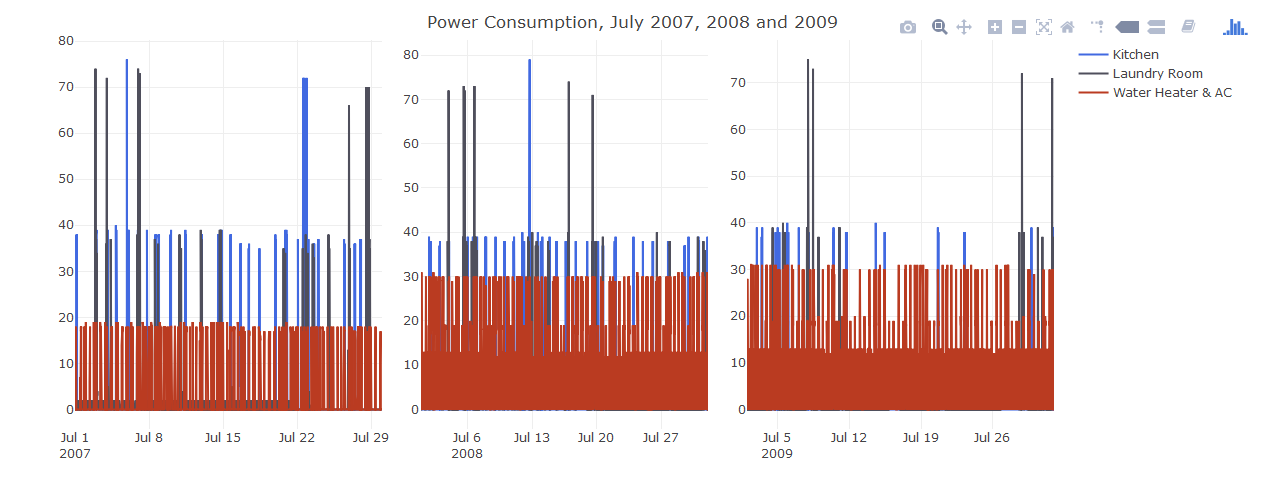 Power Consumption, July 2007, 2008 and 2009
Kitchen
Laundry Room
Water Heater & AC
80
70
60
50
40
30
20
10
0
Jul 1
2007
Jul 8
Jul 15
Jul 22
Jul 29
80
70
60
50
40
30
20
10
0
Jul 6
2008
Jul 13
Jul 20
Jul 27
70
60
50
40
30
20
10
0
Jul 5
2009
Jul 12
Jul 19
Jul 26